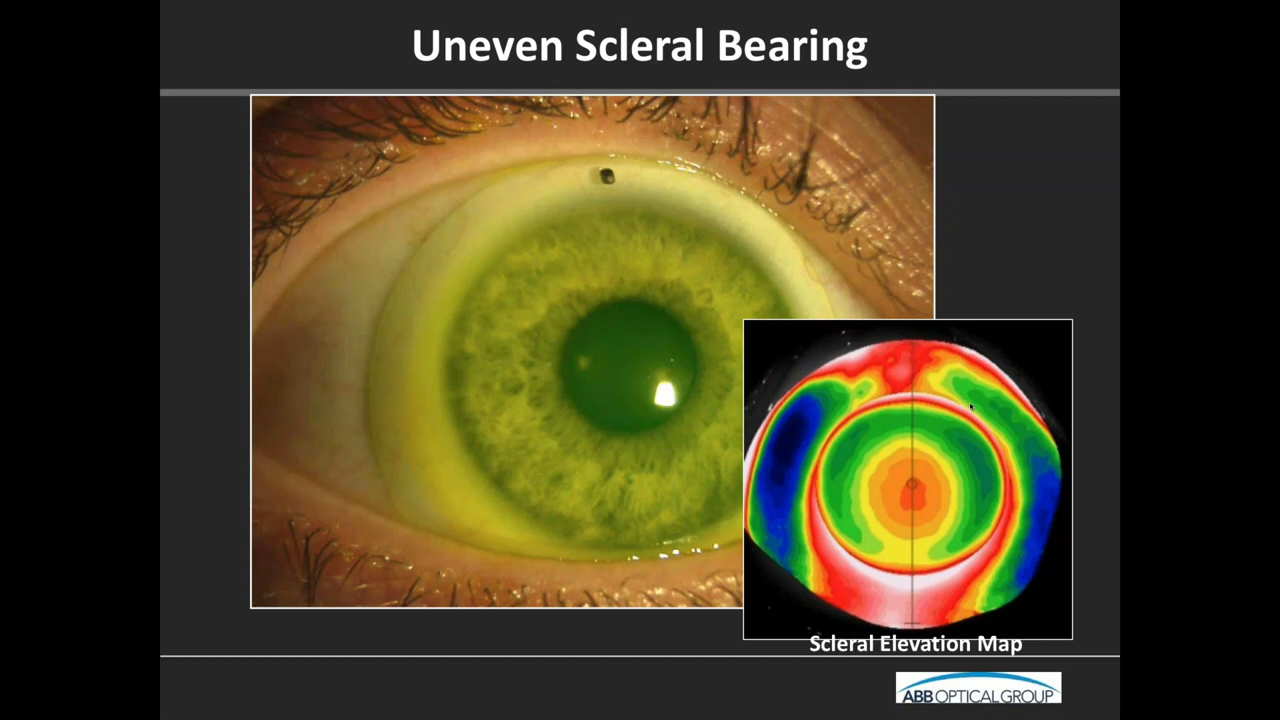 Uneven Scleral Bearing
Scleral Elevation Map
ABB OPTICAL GROUP